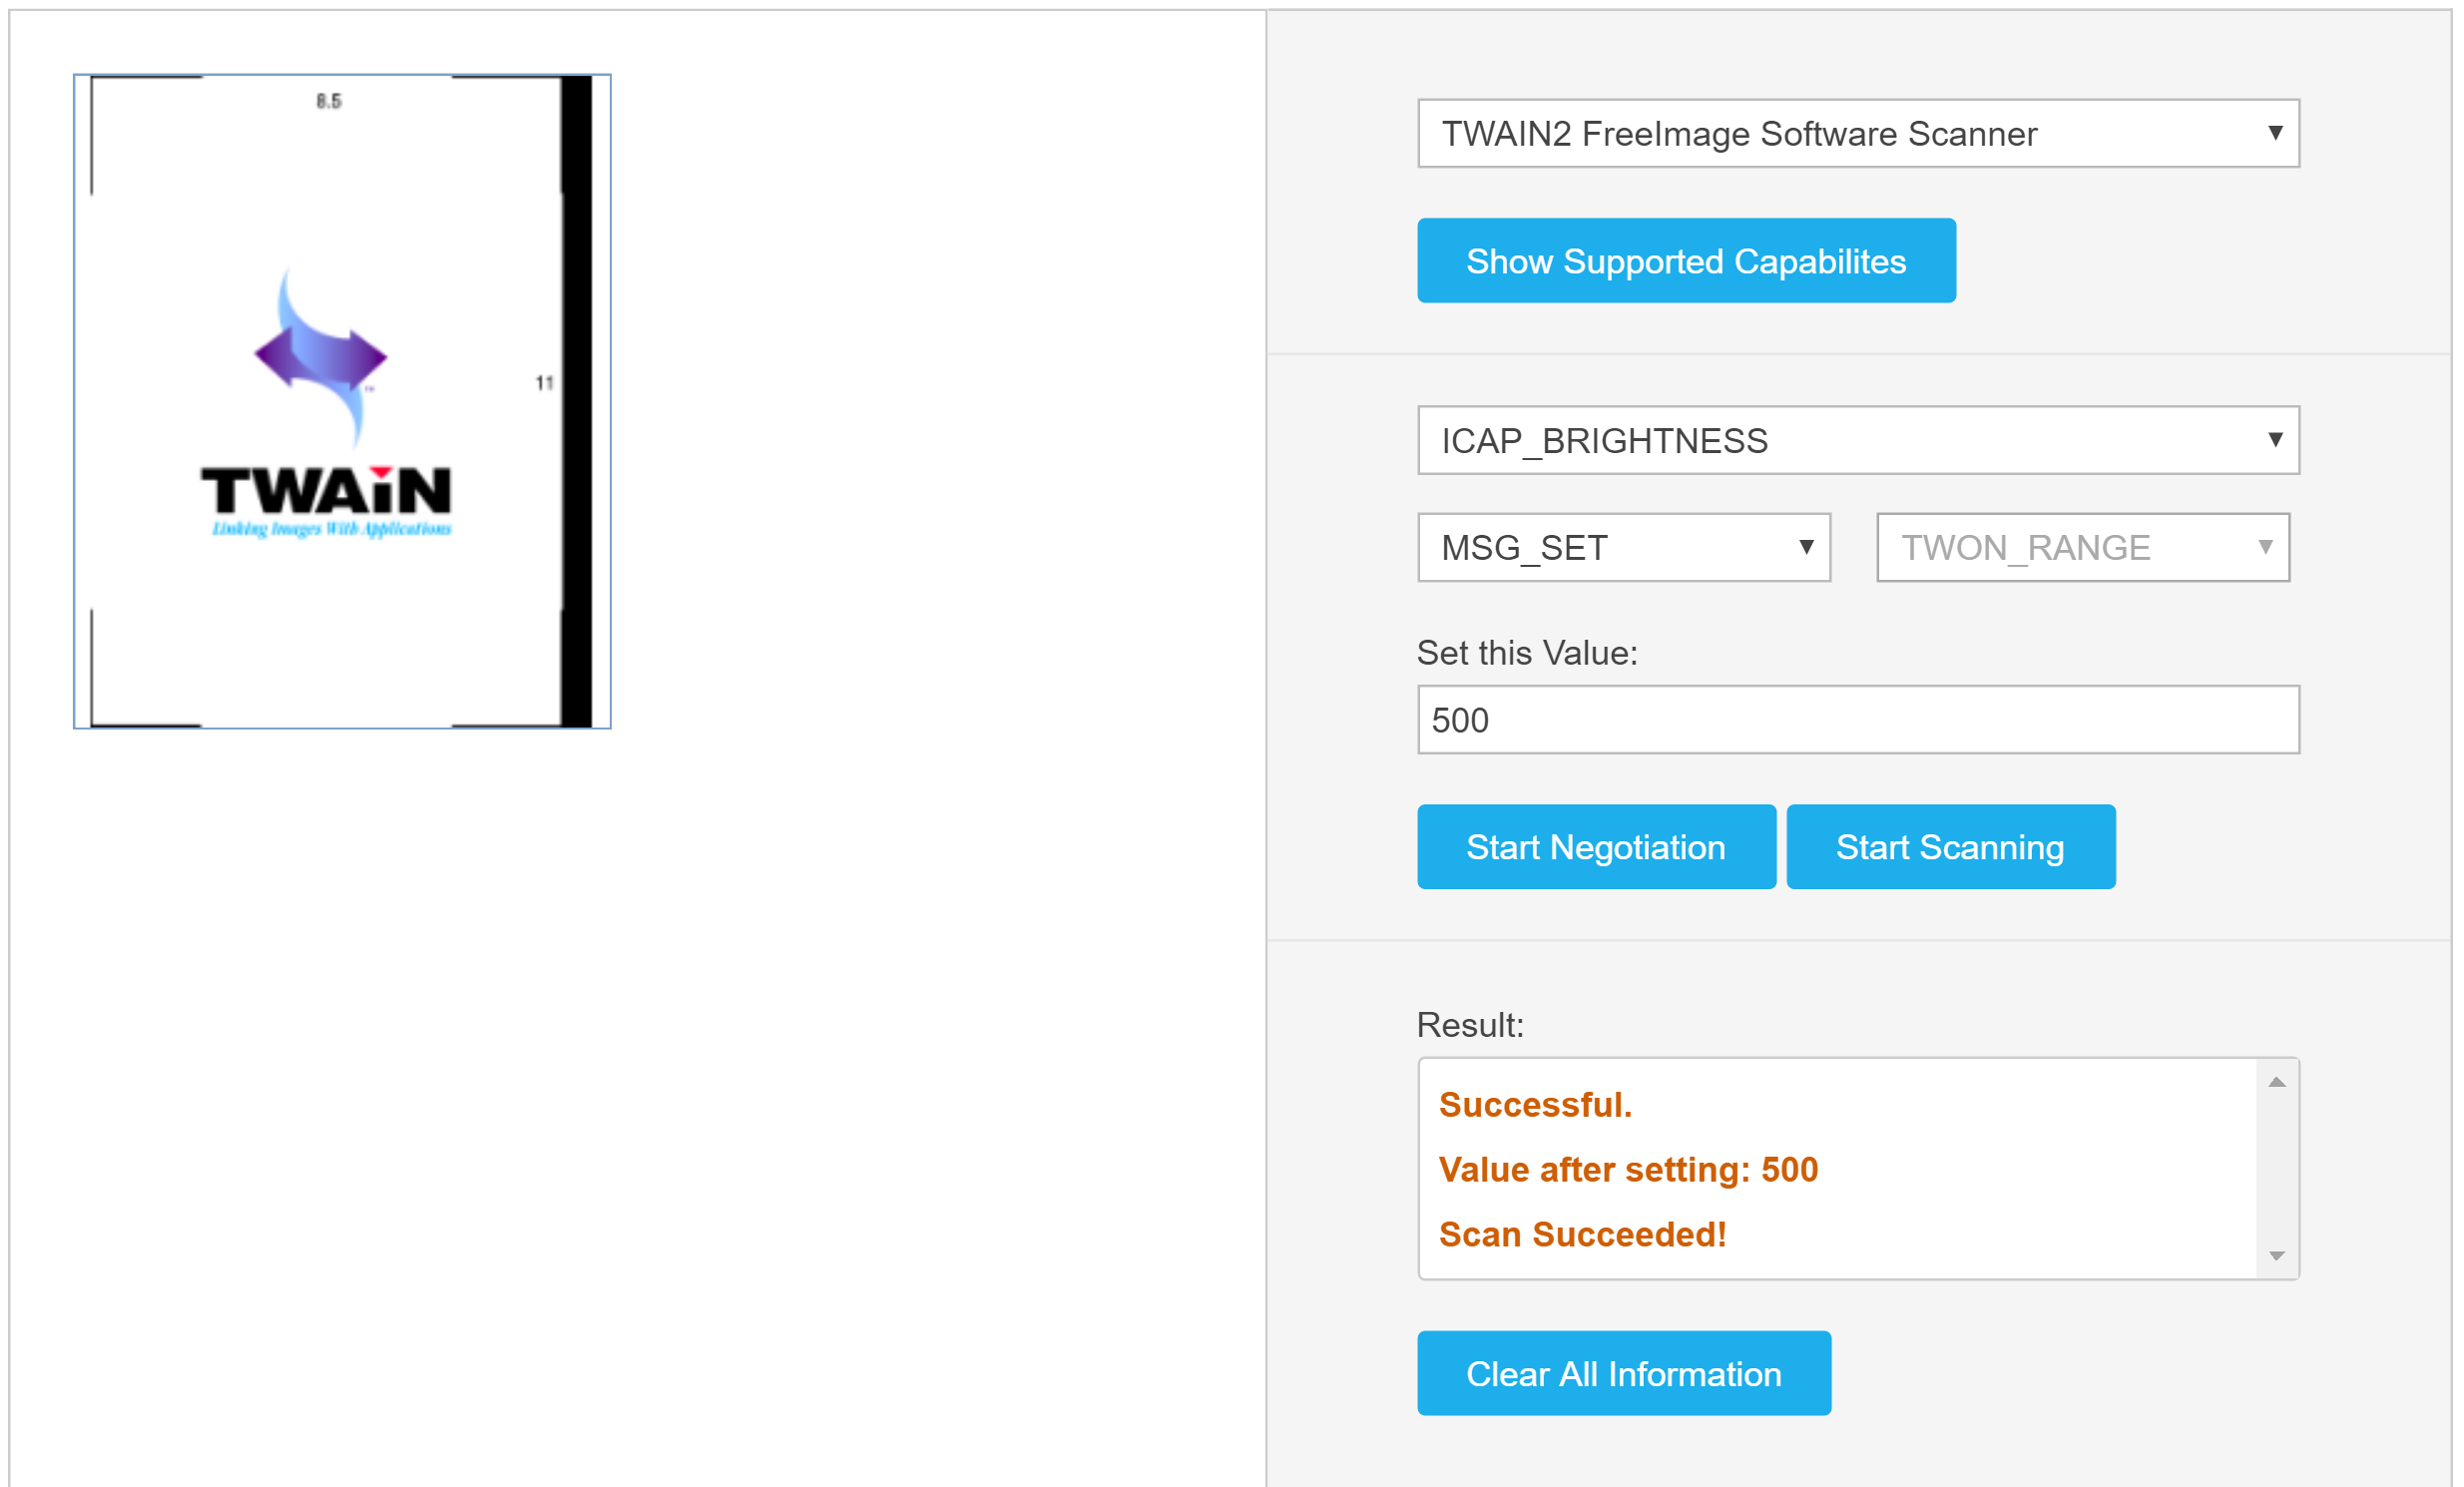 8.5
11
TWAiN
Linking Images With Applications
TWAIN2 FreeImage Software Scanner
Show Supported Capabilites
ICAP_BRIGHTNESS
MSG_SET TWON_RANGE
Set this Value:
500
Start Negotiation Start Scanning
Result:
Successful.
Value after setting: 500
Scan Succeeded!
Clear All Information